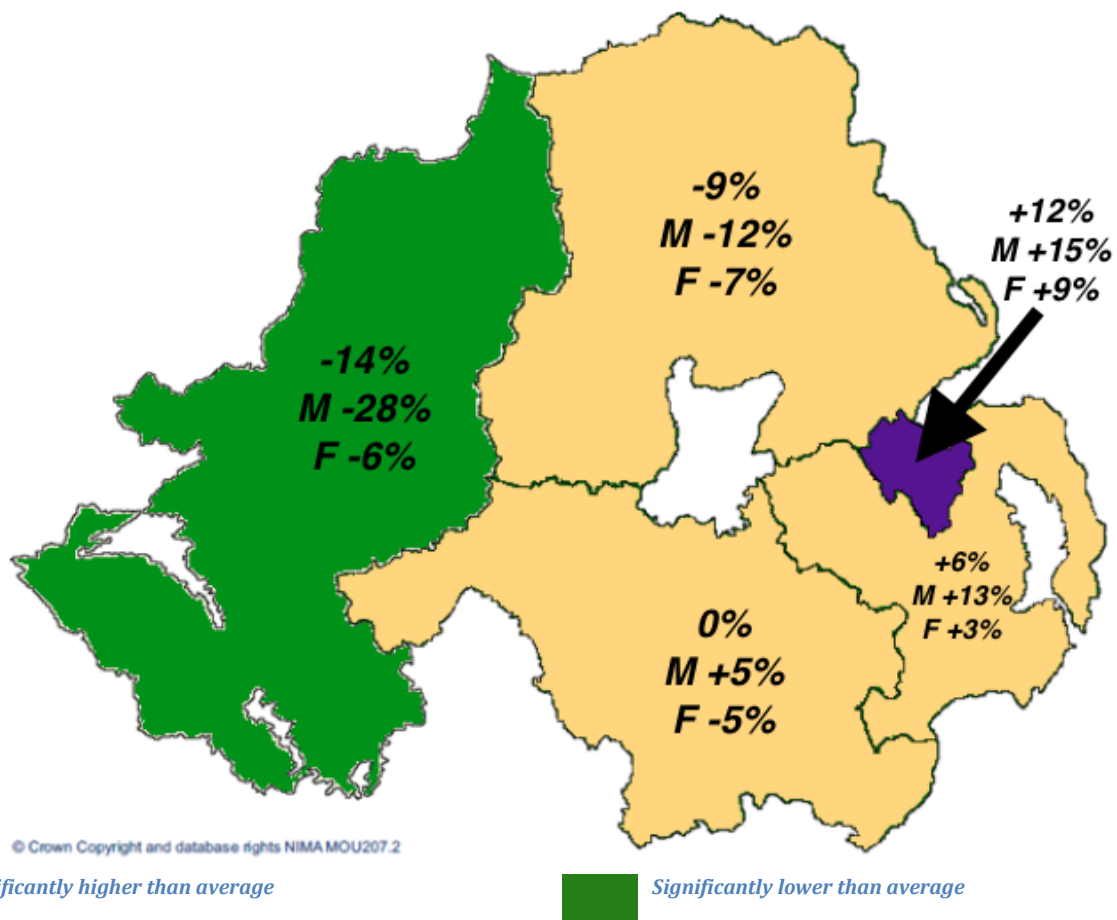 -9%
M -12%
F -7%
+12%
M +15%
F +9%
-14%
M -28%
F -6%
+6%
M +13%
F +3%
0%
M +5%
F -5%
© Crown Copyright and database rights NIMA MOU207.2
higher than average
Significantly lower than average